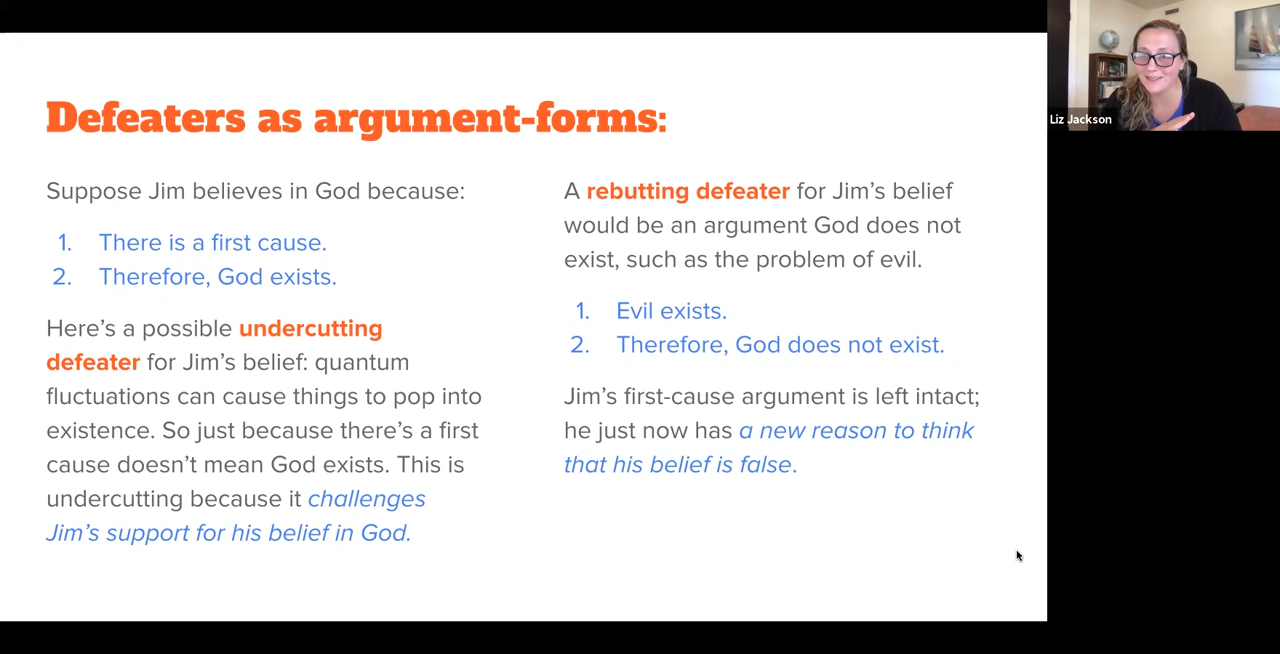 Defeaters as argument-forms:
Suppose Jim believes in God because:
1. There is a first cause.
2. Therefore, God exists.
Here’s a possible undercutting
defeater for Jim’s belief: quantum
fluctuations can cause things to pop into
existence. So just because there’s a first
cause doesn’t mean God exists. This is
undercutting because it challenges
Jim’s support for his belief in God.
A rebutting defeater for Jim’s belief
would be an argument God does not
exist, such as the problem of evil.
1. Evil exists.
2. Therefore, God does not exist.
Jim’s first-cause argument is left intact;
he just now has a new reason to think
that his belief is false.
Liz Jackson